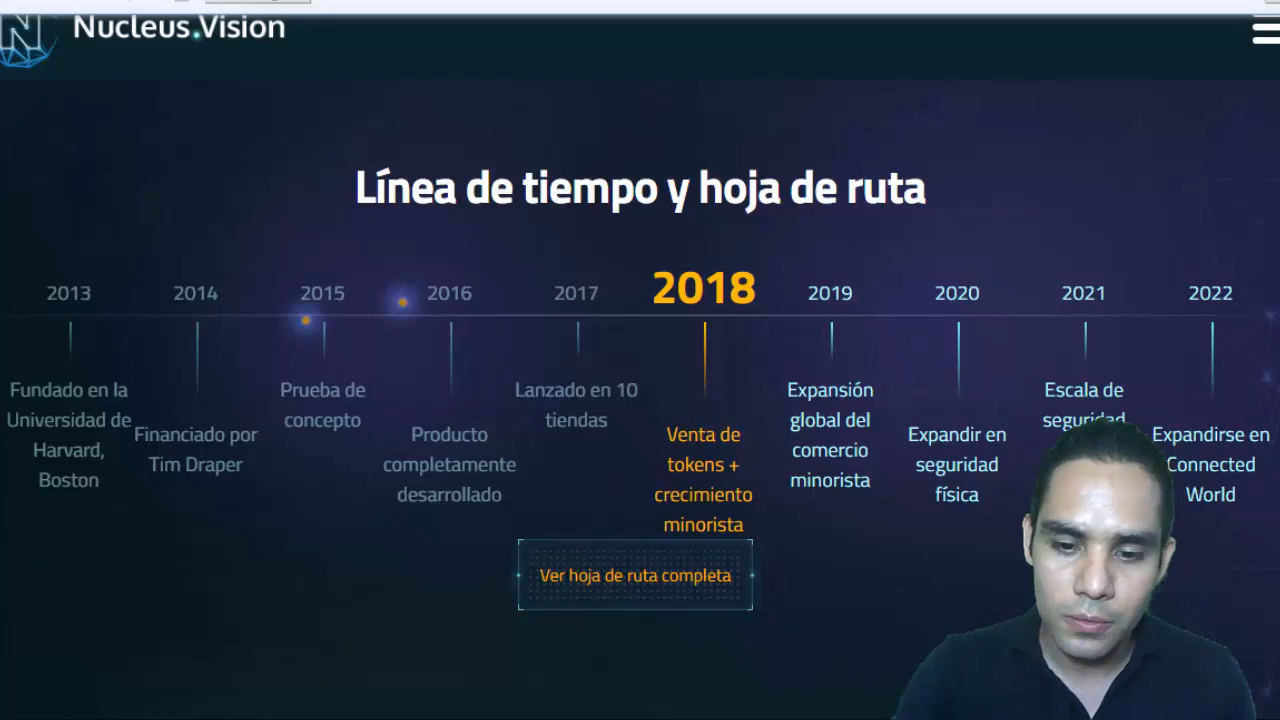 Nucleus.Vision
Línea de tiempo y hoja de ruta
2013
2014
2015
2016
2017
2018
2019
2020
2021
2022
Fundado en la
Universidad de
Harvard,
Boston
Financiado por
Tim Draper
Prueba de
concepto
Producto
completamente
desarrollado
Lanzado en 10
tiendas
Venta de
tokens +
crecimiento
minorista
Expansión
global del
comercio
minorista
Expandir en
seguridad
física
Escala de
seguridad
Expandirse en
Connected
World
Ver hoja de ruta completa